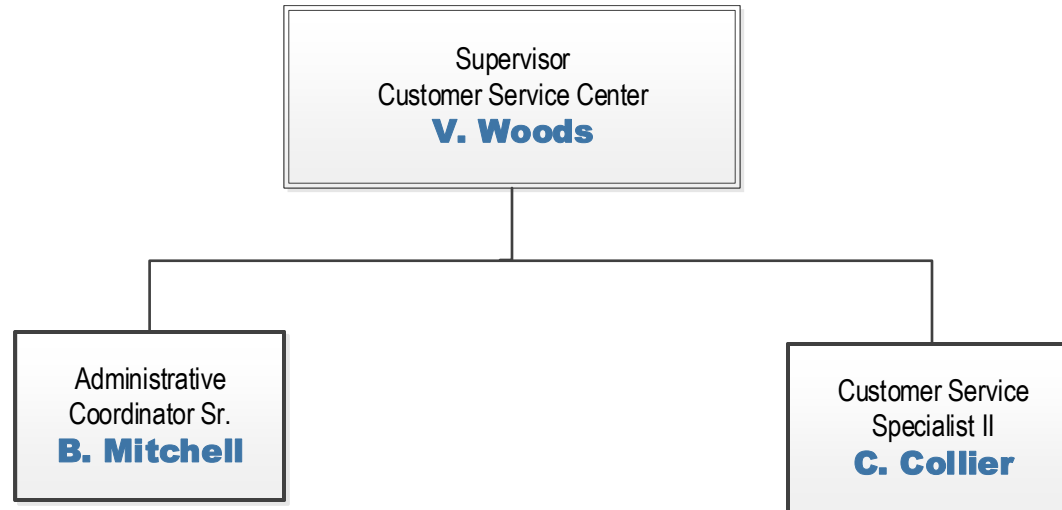 Supervisor
Customer Service Center
V. Woods
Administrative
Coordinator Sr.
B. Mitchell
Customer Service
Specialist II
C. Collier